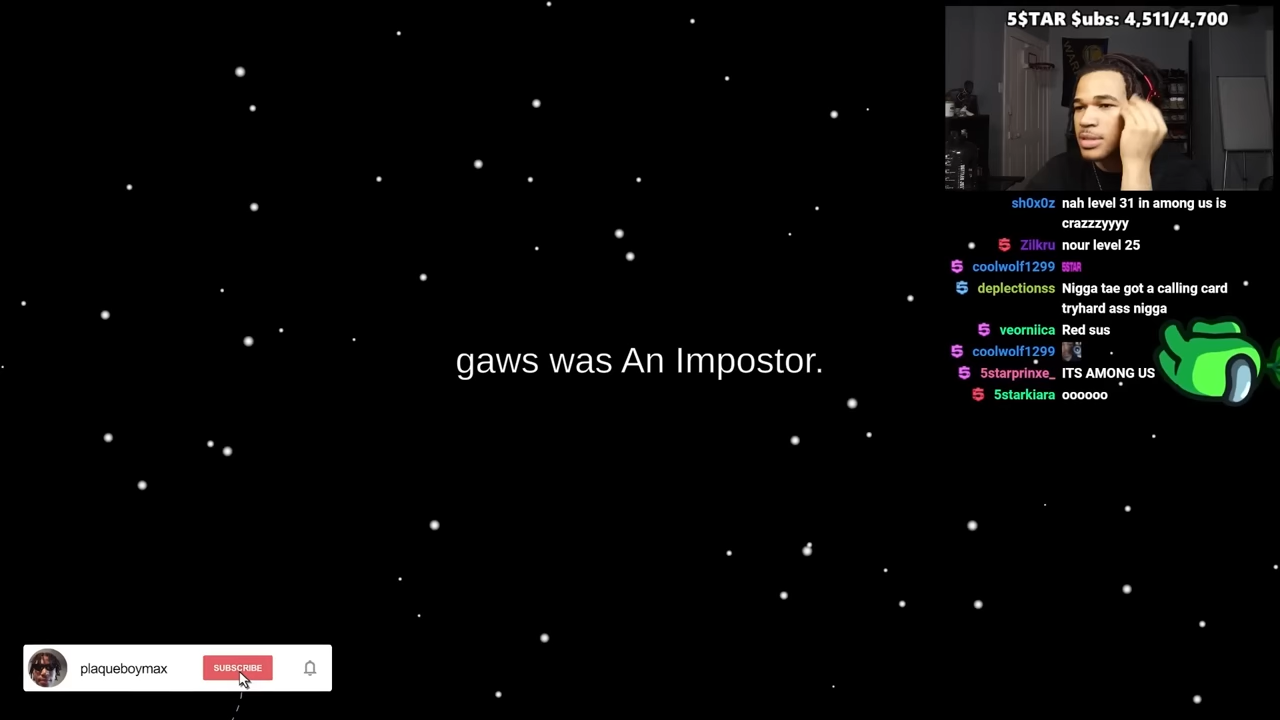 5$TAR $ubs: 4,511/4,700
WARR
sh0x0z nah level 31 in among us is
crazzzyyyy
Zilkru nour level 25
coolwolf1299 5STAR
deplectionss Nigga tae got a calling card
tryhard ass nigga
veorniica Red sus
coolwolf1299
5starprinxe_ ITS AMONG US
5starkiara oooooo
gaws was An Impostor.
plaqueboymax SUBSCRIBE